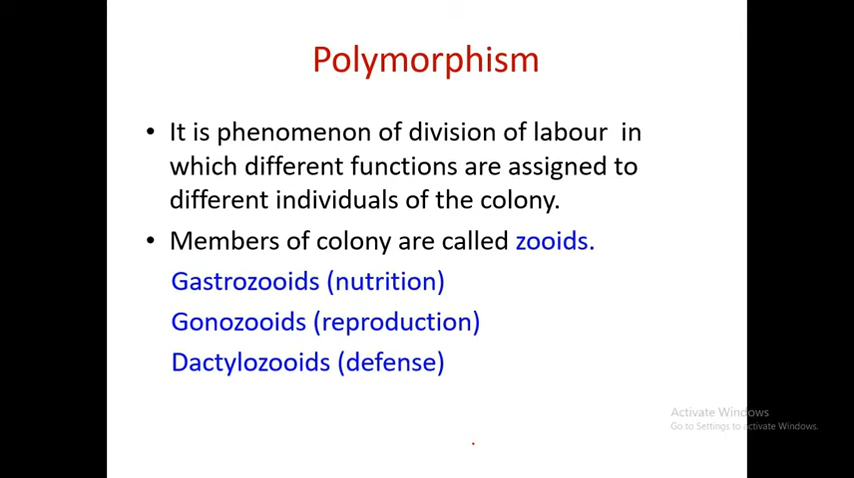 Polymorphism
• It is phenomenon of division of labour in
which different functions are assigned to
different individuals of the colony.
• Members of colony are called zooids.
Gastrozooids (nutrition)
Gonozooids (reproduction)
Dactylozooids (defense)
Activate Windows
Go to Settings to activate Windows.